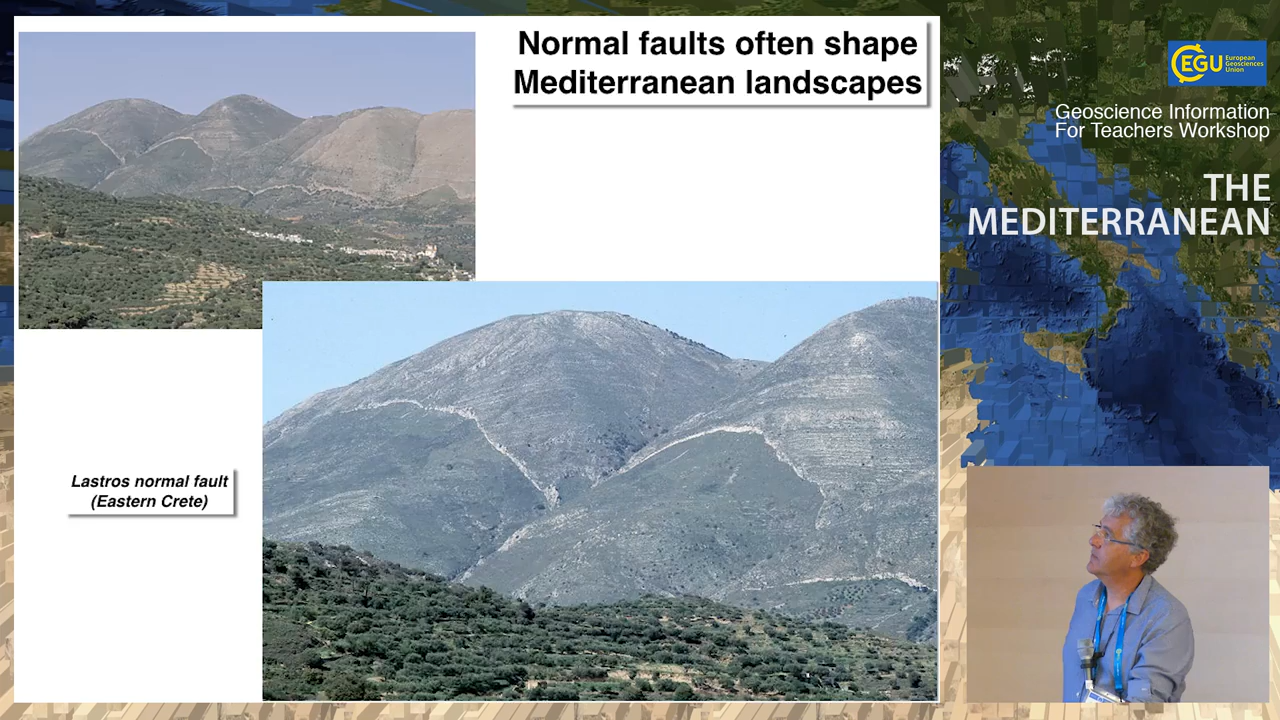 Normal faults often shape
Mediterranean landscapes
Lastros normal fault
(Eastern Crete)
EGU European
Geosciences
Union
Geoscience Information
For Teachers Workshop
THE
MEDITERRANEAN